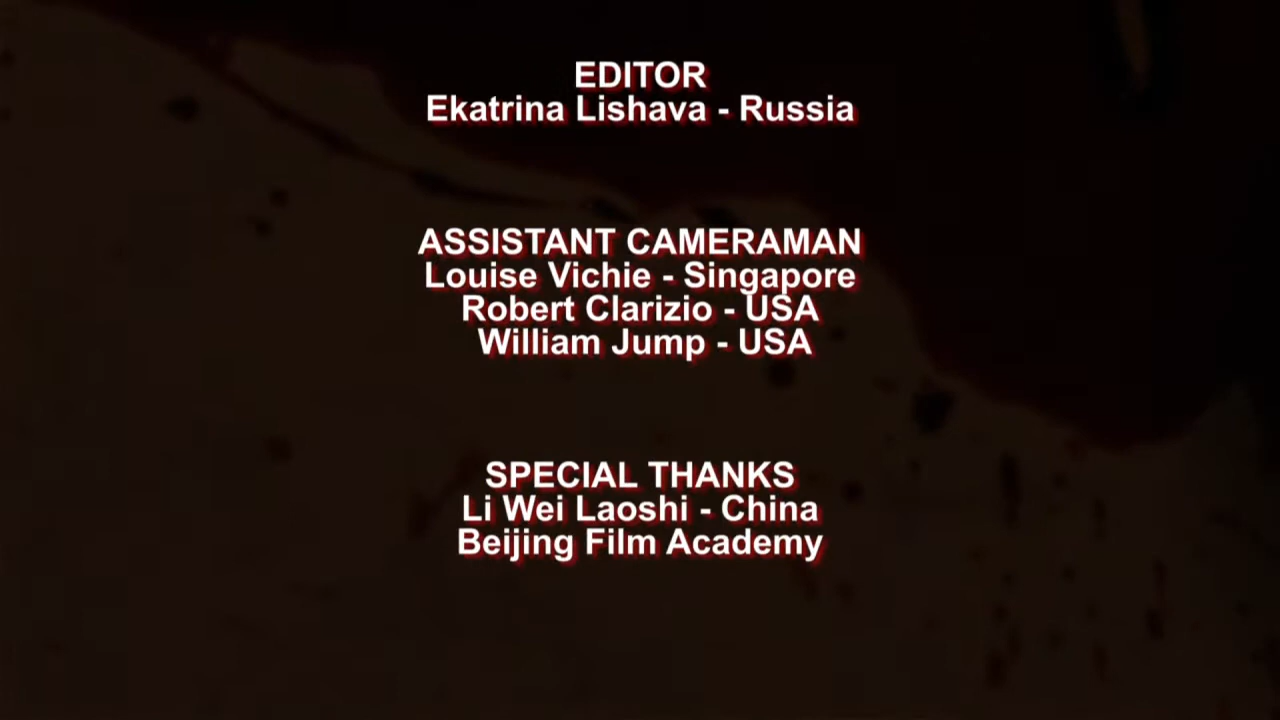 EDITOR
Ekatrina Lishava - Russia
ASSISTANT CAMERAMAN
Louise Vichie - Singapore
Robert Clarizio - USA
William Jump - USA
SPECIAL THANKS
Li Wei Laoshi - China
Beijing Film Academy